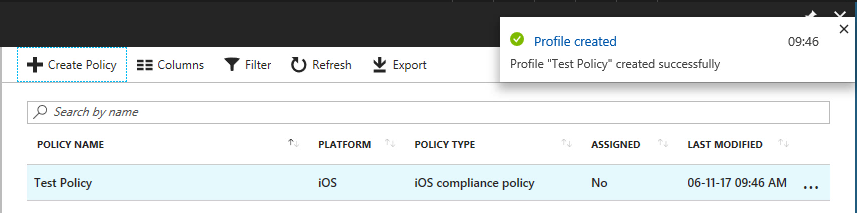 Profile created 09:46
Profile "Test Policy" created successfully
Create Policy Columns Filter Refresh Export
Search by name
POLICY NAME PLATFORM POLICY TYPE ASSIGNED LAST MODIFIED
Test Policy iOS iOS compliance policy No 06-11-17 09:46 AM ...